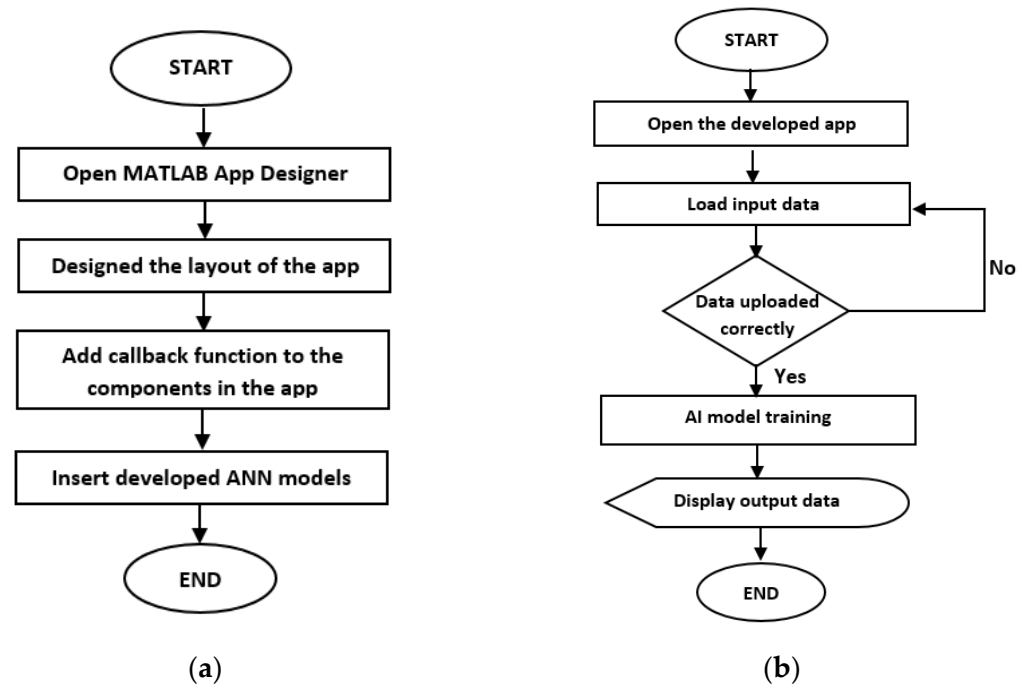 START
Open MATLAB App Designer
Designed the layout of the app
Add callback function to the
components in the app
Insert developed ANN models
END
(a)
START
Open the developed app
Load input data
Data uploaded
correctly
No
Yes
AI model training
Display output data
END
(b)